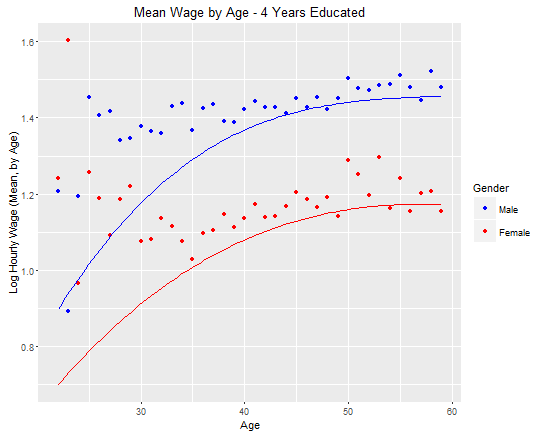 Mean Wage by Age - 4 Years Educated
Log Hourly Wage (Mean, by Age)
1.6
1.4
1.2
1.0
0.8
30 40 50 60
Age
Gender
Male
Female